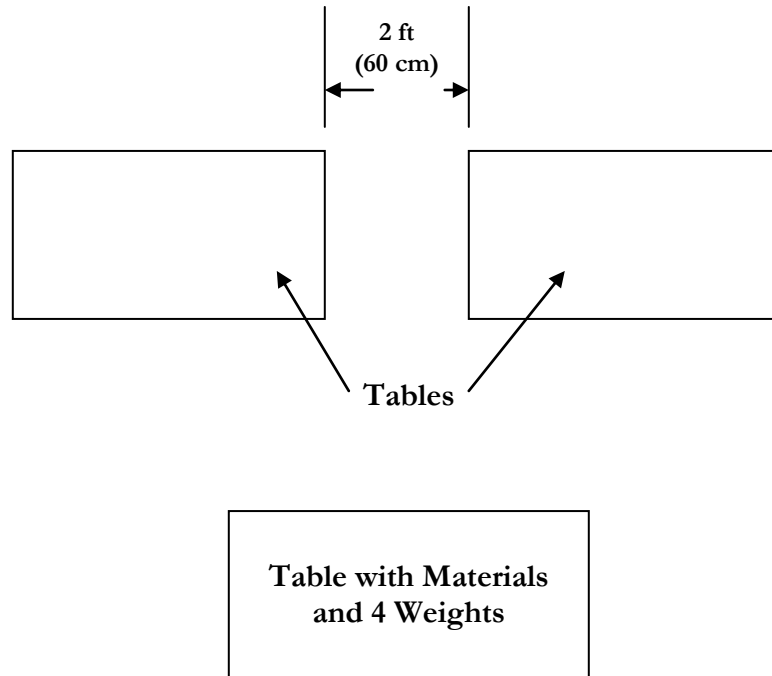 2 ft
(60 cm)
Tables
Table with Materials
and 4 Weights